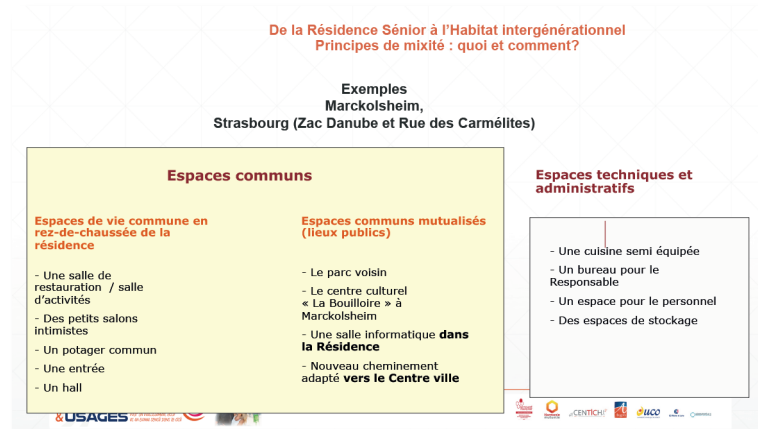 De la Résidence Sénior à l'Habitat intergénérationnel
Principes de mixité : quoi et comment?
Exemples
Marckolsheim,
Strasbourg (Zac Danube et Rue des Carmélites)
Espaces communs
Espaces de vie commune en
rez-de-chaussée de la
résidence
- Une salle de
restauration / salle
d'activités
- Des petits salons
intimistes
- Un potager commun
- Une entrée
- Un hall
Espaces communs mutualisés
(lieux publics)
- Le parc voisin
- Le centre culturel
« La Bouilloire » à
Marckolsheim
- Une salle informatique dans
la Résidence
- Nouveau cheminement
adapté vers le Centre ville
Espaces techniques et
administratifs
- Une cuisine semi équipée
- Un bureau pour le
Responsable
- Un espace pour le personnel
- Des espaces de stockage
&USAGES
CENTICH
uco